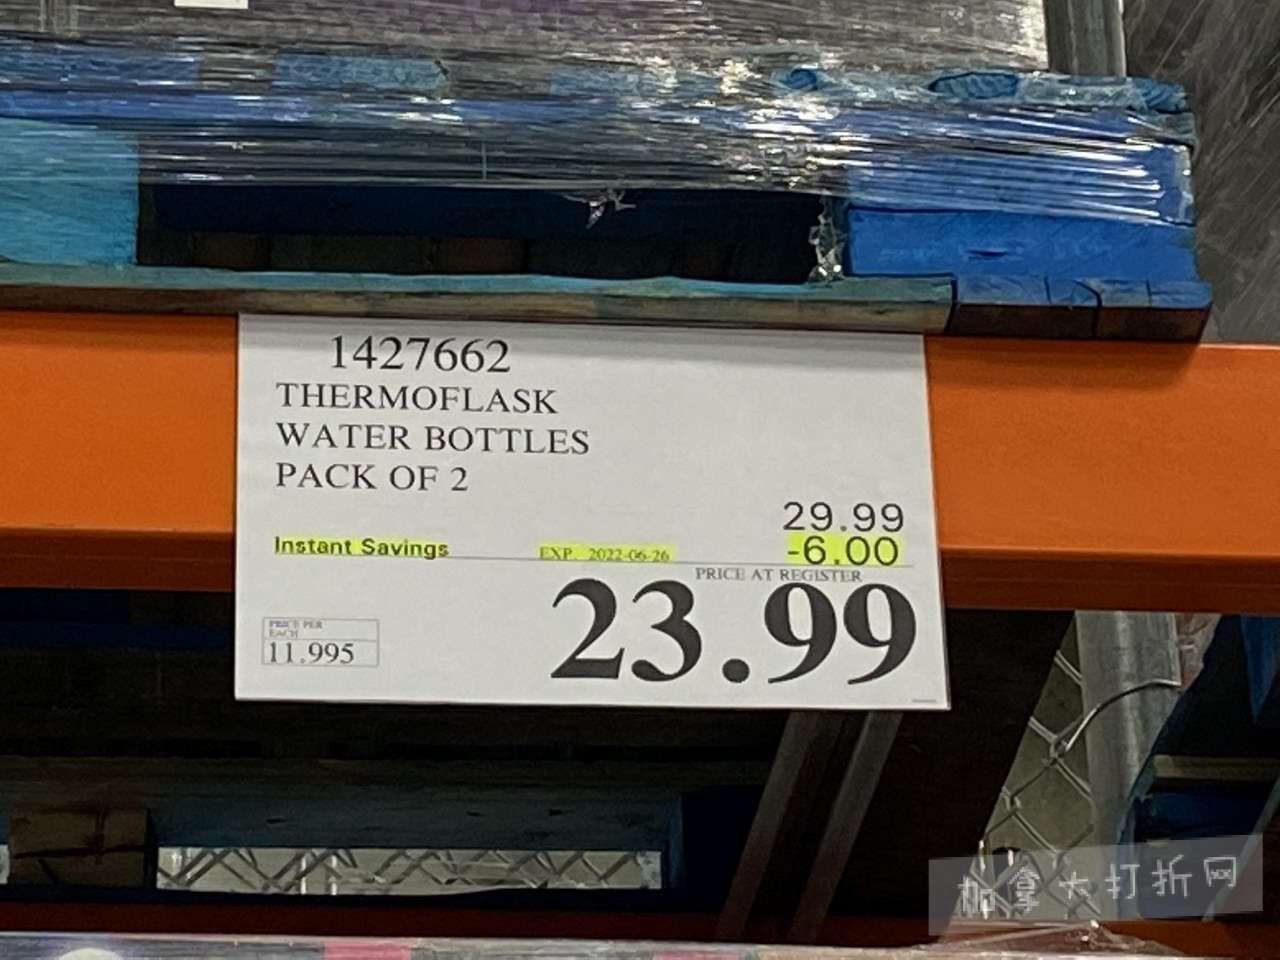 1427662
THERMOFLASK
WATER BOTTLES
PACK OF 2
29.99
Instant Savings EXP. 2022-06-26 -6.00
PRICE AT REGISTER
23.99
PRICE PER
EACH
11.995
加拿大打折网